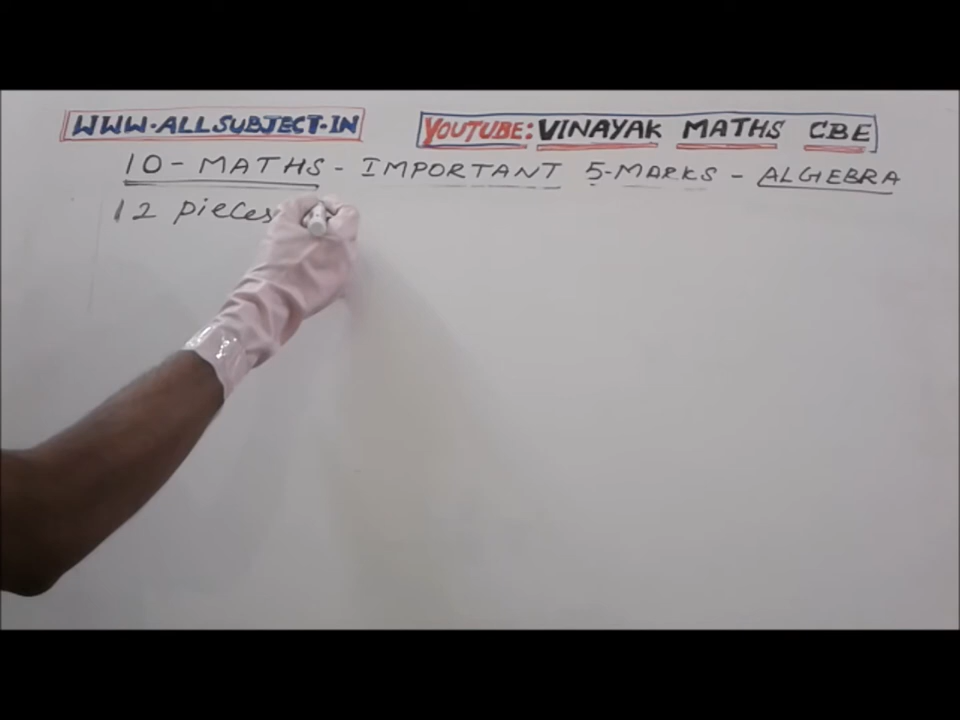 WWW.ALLSUBJECT.IN
YOUTUBE: VINAYAK MATHS CBE
10 - MATHS - IMPORTANT 5-MARKS - ALGEBRA
12 pieces